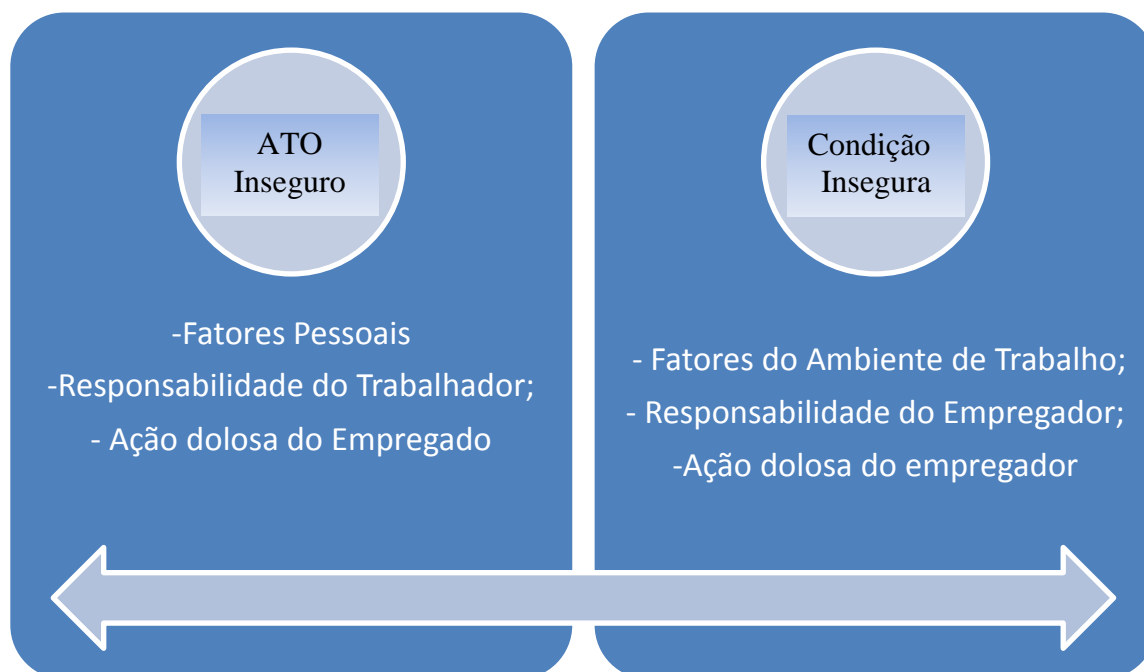 ATO
Inseguro
-Fatores Pessoais
-Responsabilidade do Trabalhador;
- Ação dolosa do Empregado
Condição
Insegura
- Fatores do Ambiente de Trabalho;
- Responsabilidade do Empregador;
-Ação dolosa do empregador